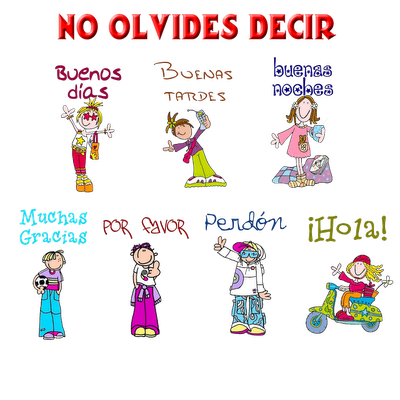 NO OLVIDES DECIR
Buenos
días
Buenas
tardes
buenas
noches
Muchas
Gracias
por favor
Perdón
¡Hola!